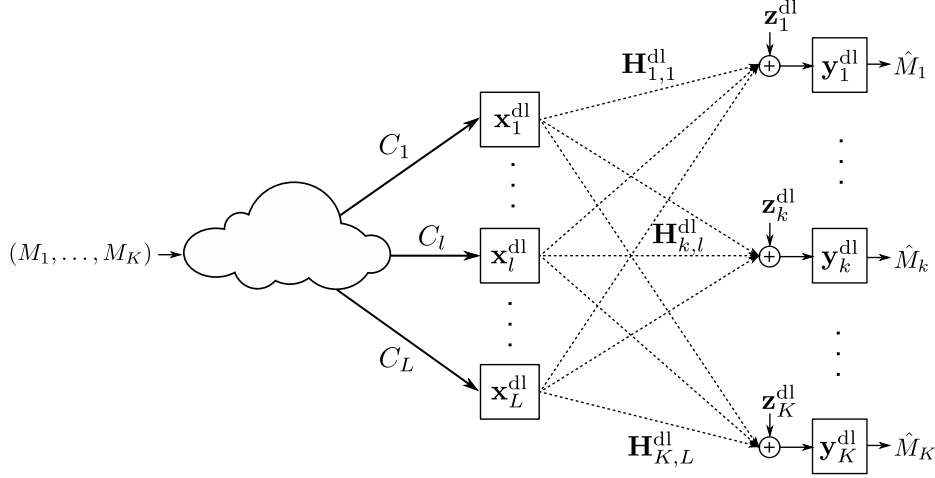 (M_1, …, M_K)
C_1
C_l
C_L
x_1^dl
x_l^dl
x_L^dl
H_{1,1}^dl
H_{k,l}^dl
H_{K,L}^dl
z_1^dl
+
y_1^dl
M̂_1
z_k^dl
+
y_k^dl
M̂_k
z_K^dl
+
y_K^dl
M̂_K